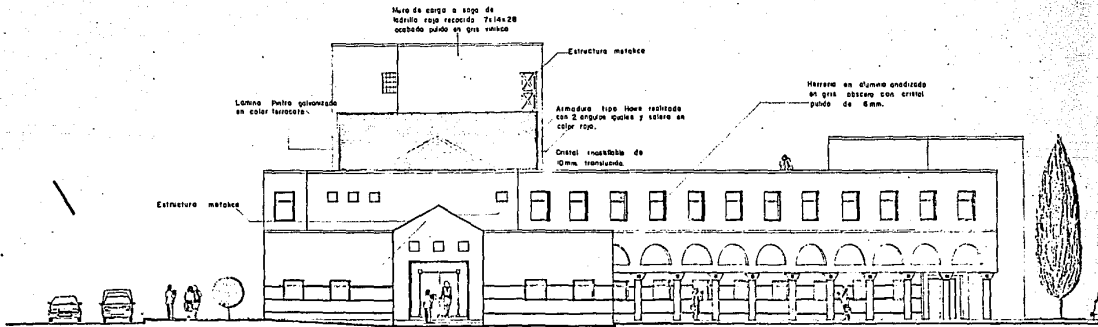 Muro de carga a soga de
ladrillo rojo recocido 7x14x28
acabado pulido en gris vinilica
Estructura metalica
Lamina Pintro galvanizada
en color terracota
Armadura tipo Howe realizada
con 2 angulos iguales y solera en
color rojo.
Cristal inastillable de
10mm. translucido.
Herreria en aluminio anodizado
en gris obscuro con cristal
pulido de 6mm.
Estructura metalica